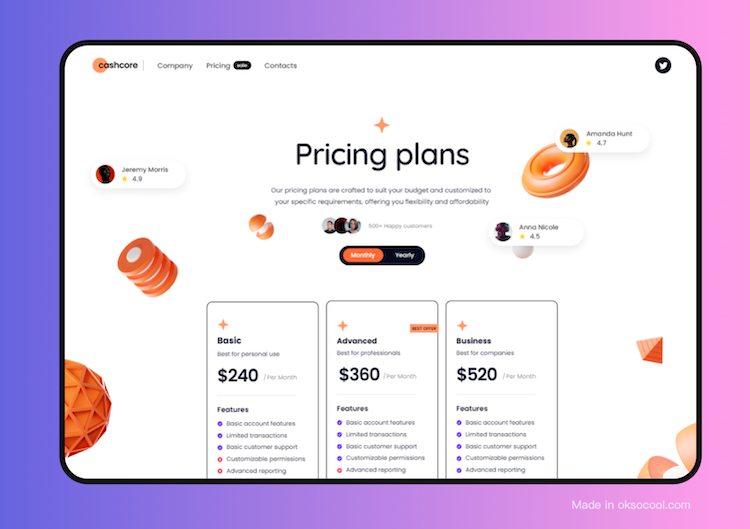 cashcore
Company
Pricing
sale
Contacts
Amanda Hunt
4.7
Jeremy Morris
4.9
Pricing plans
Our pricing plans are crafted to suit your budget and customized to
your specific requirements, offering you flexibility and affordability
500+ Happy customers
Anna Nicole
4.5
Monthly
Yearly
Basic
Best for personal use
$240 / Per Month
Features
Basic account features
Limited transactions
Basic customer support
Customizable permissions
Advanced reporting
BEST OFFER
Advanced
Best for professionals
$360 / Per Month
Features
Basic account features
Limited transactions
Basic customer support
Customizable permissions
Advanced reporting
Business
Best for companies
$520 / Per Month
Features
Basic account features
Limited transactions
Basic customer support
Customizable permissions
Advanced reporting
Made In oksocool.com